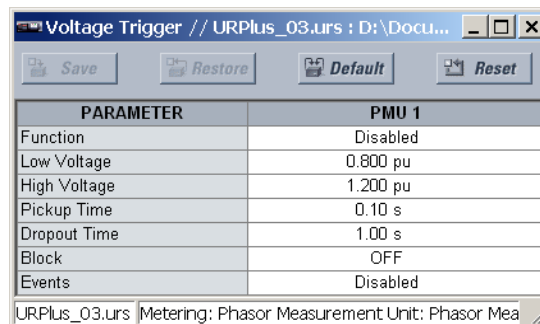 Voltage Trigger // URPlus_03.urs : D:\Docu...
Save Restore Default Reset
PARAMETER PMU 1
Function Disabled
Low Voltage 0.800 pu
High Voltage 1.200 pu
Pickup Time 0.10 s
Dropout Time 1.00 s
Block OFF
Events Disabled
URPlus_03.urs Metering: Phasor Measurement Unit: Phasor Mea